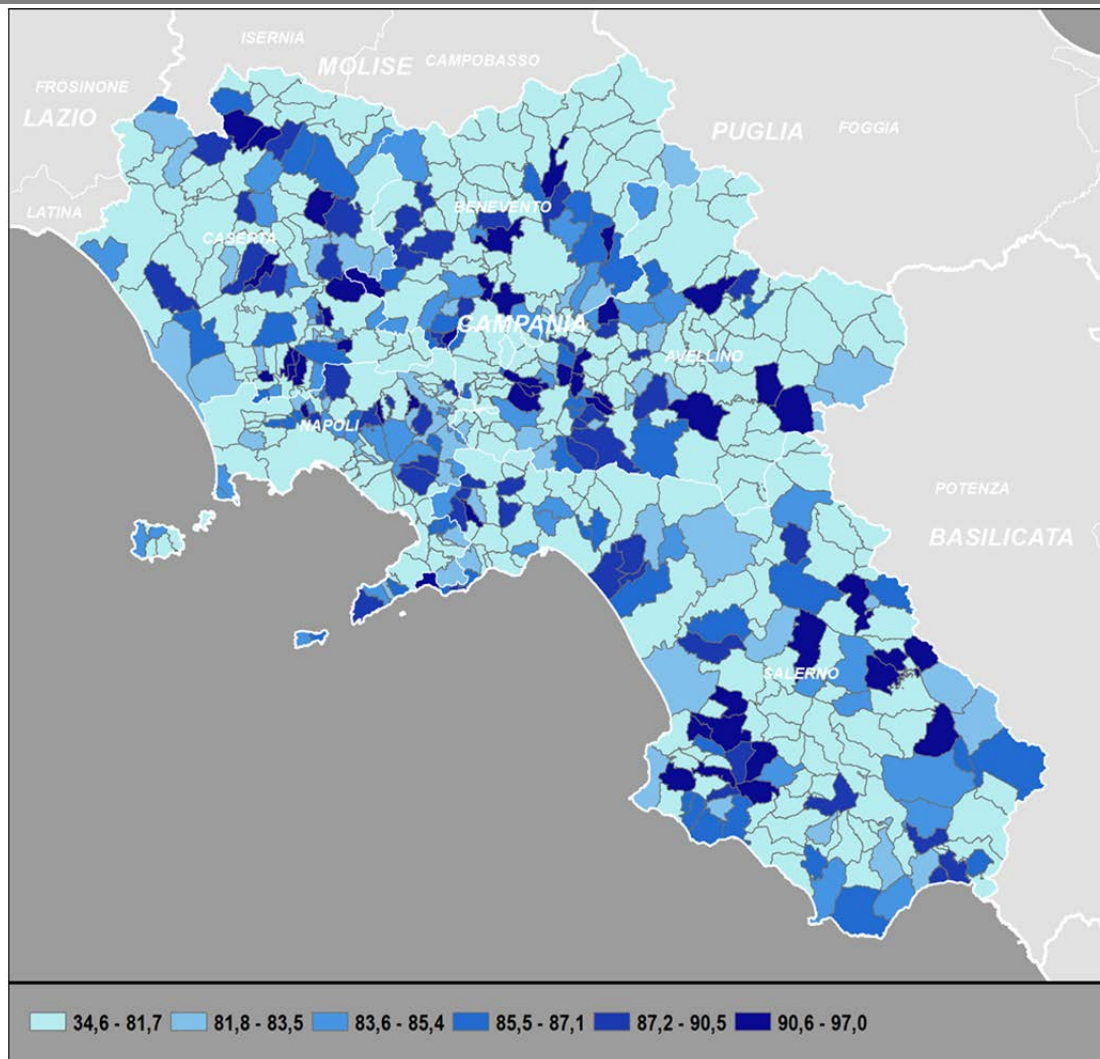 ISERNIA
MOLISE CAMPOBASSO
FROSINONE
LAZIO
PUGLIA FOGGIA
LATINA
BENEVENTO
CASERTA
CAMPANIA
AVELLINO
NAPOLI
POTENZA
BASILICATA
SALERNO
34,6 - 81,7 81,8 - 83,5 83,6 - 85,4 85,5 - 87,1 87,2 - 90,5 90,6 - 97,0